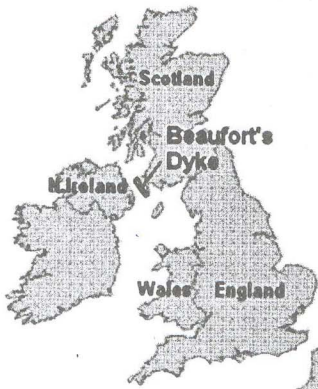 Scotland
Beaufort's
Dyke
N.Ireland
Wales
England